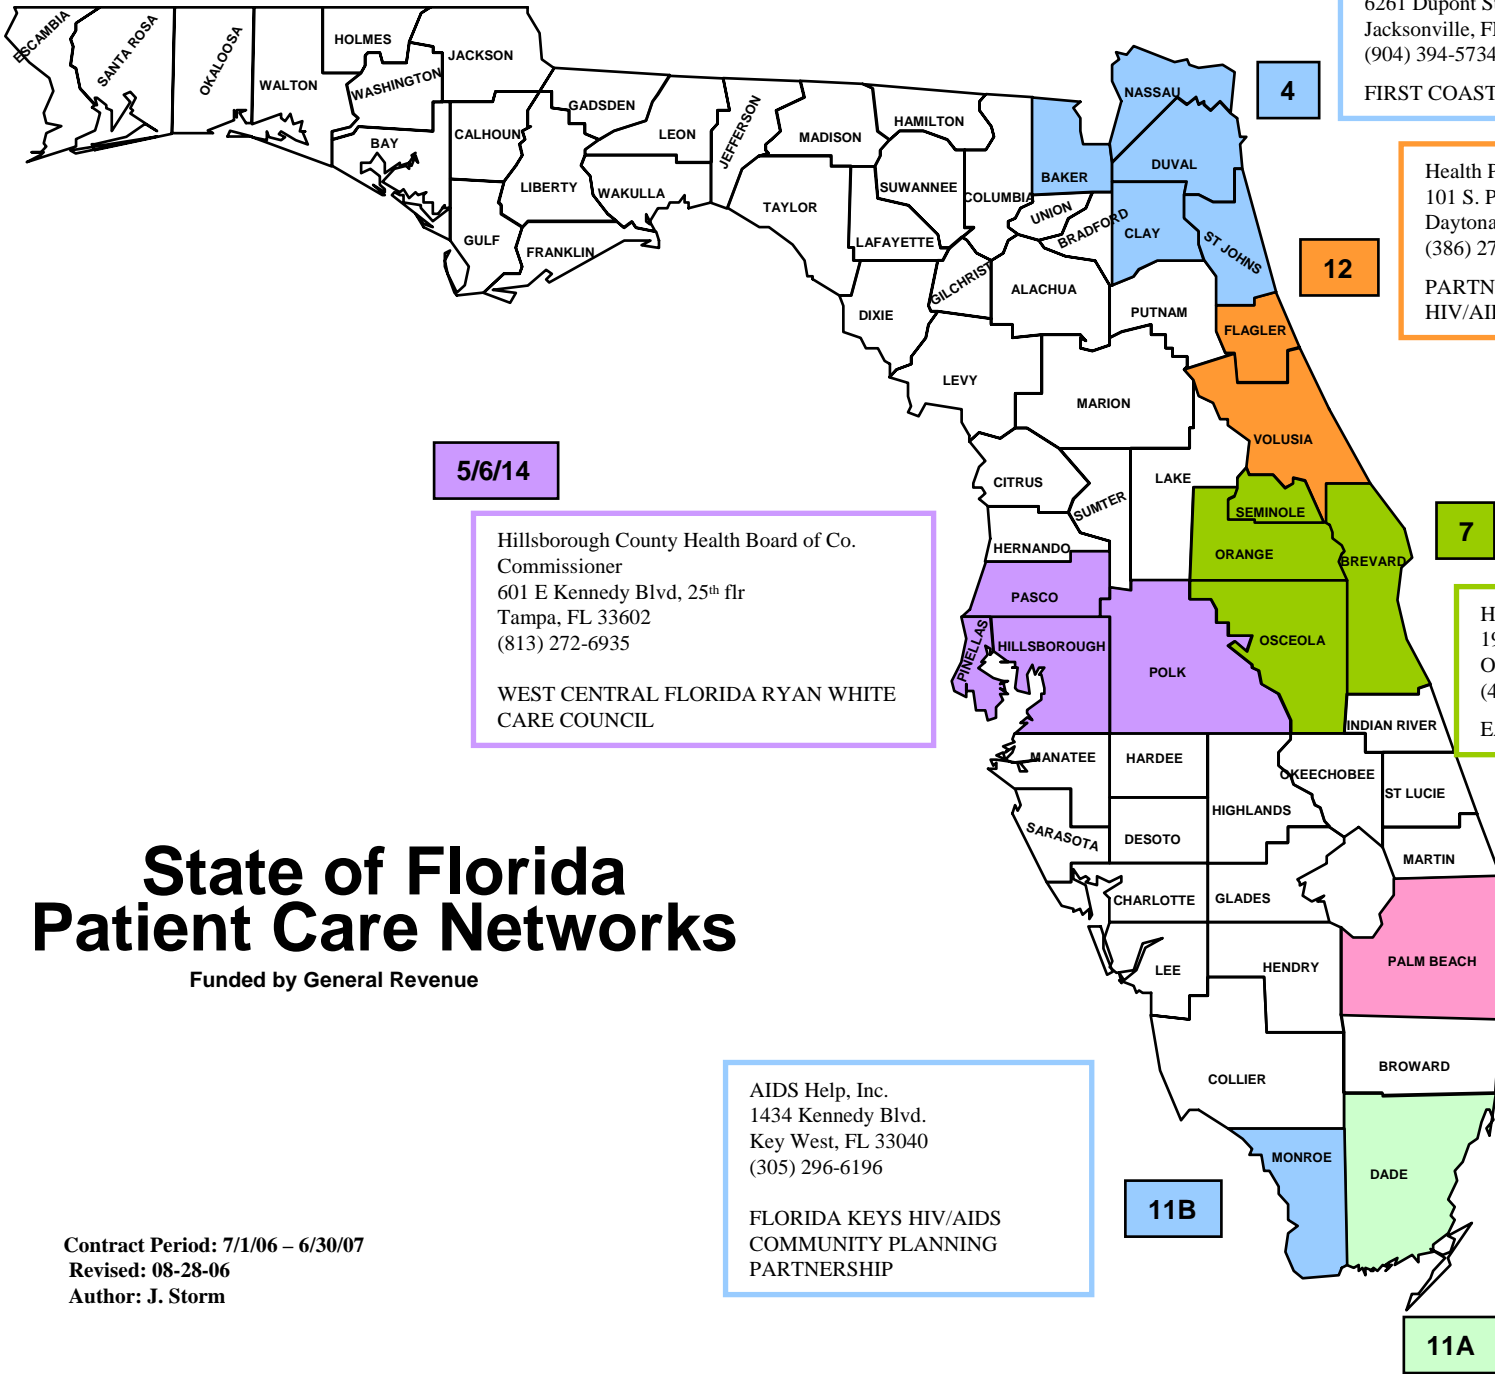 ESCAMBIA
SANTA ROSA
OKALOOSA
WALTON
HOLMES
WASHINGTON
JACKSON
BAY
CALHOUN
GULF
GADSDEN
LIBERTY
FRANKLIN
LEON
WAKULLA
JEFFERSON
MADISON
TAYLOR
HAMILTON
SUWANNEE
LAFAYETTE
COLUMBIA
DIXIE
GILCHRIST
UNION
BRADFORD
ALACHUA
LEVY
BAKER
NASSAU
DUVAL
CLAY
ST JOHNS
PUTNAM
FLAGLER
MARION
VOLUSIA
CITRUS
SUMTER
LAKE
HERNANDO
SEMINOLE
ORANGE
BREVARD
PASCO
PINELLAS
HILLSBOROUGH
POLK
OSCEOLA
INDIAN RIVER
MANATEE
HARDEE
HIGHLANDS
OKEECHOBEE
ST LUCIE
SARASOTA
DESOTO
MARTIN
CHARLOTTE
GLADES
LEE
HENDRY
PALM BEACH
COLLIER
BROWARD
MONROE
DADE
4
6261 Dupont S
Jacksonville, Fl
(904) 394-5734
FIRST COAST
12
Health P
101 S. P
Daytona
(386) 27
PARTN
HIV/AI
5/6/14
Hillsborough County Health Board of Co.
Commissioner
601 E Kennedy Blvd, 25th flr
Tampa, FL 33602
(813) 272-6935
WEST CENTRAL FLORIDA RYAN WHITE
CARE COUNCIL
7
H
19
O
(4
E
State of Florida
Patient Care Networks
Funded by General Revenue
AIDS Help, Inc.
1434 Kennedy Blvd.
Key West, FL 33040
(305) 296-6196
FLORIDA KEYS HIV/AIDS
COMMUNITY PLANNING
PARTNERSHIP
11B
11A
Contract Period: 7/1/06 – 6/30/07
Revised: 08-28-06
Author: J. Storm